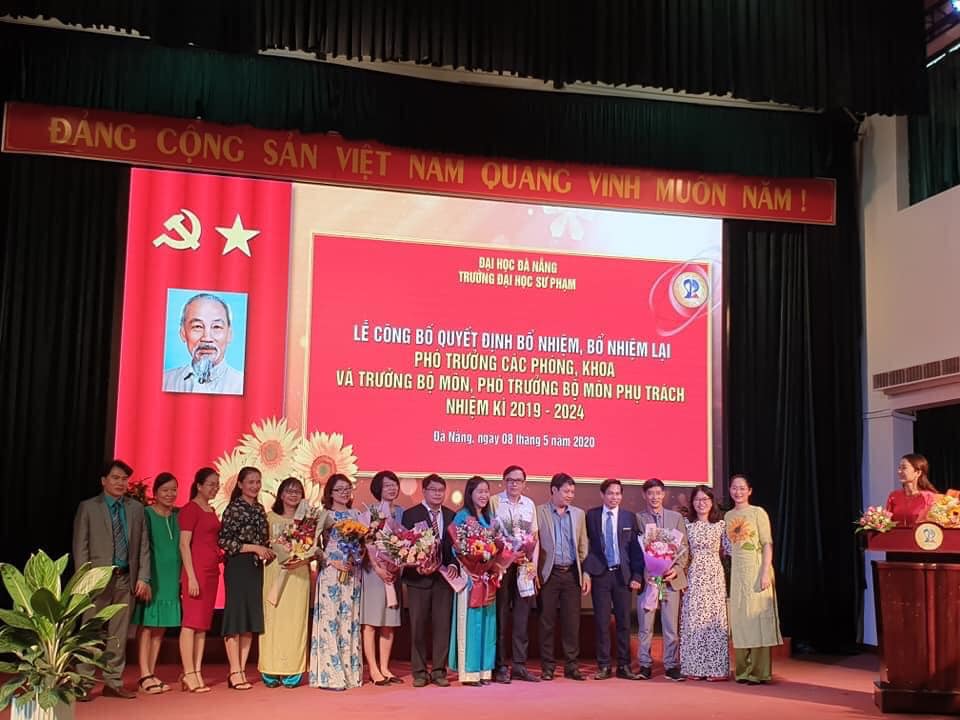 ĐẢNG CỘNG SẢN VIỆT NAM QUANG VINH MUÔN NĂM !
ĐẠI HỌC ĐÀ NẴNG
TRƯỜNG ĐẠI HỌC SƯ PHẠM
LỄ CÔNG BỐ QUYẾT ĐỊNH BỔ NHIỆM, BỔ NHIỆM LẠI
PHÓ TRƯỞNG CÁC PHÒNG, KHOA
VÀ TRƯỞNG BỘ MÔN, PHÓ TRƯỞNG BỘ MÔN PHỤ TRÁCH
NHIỆM KÌ 2019 - 2024
Đà Nẵng, ngày 08 tháng 5 năm 2020